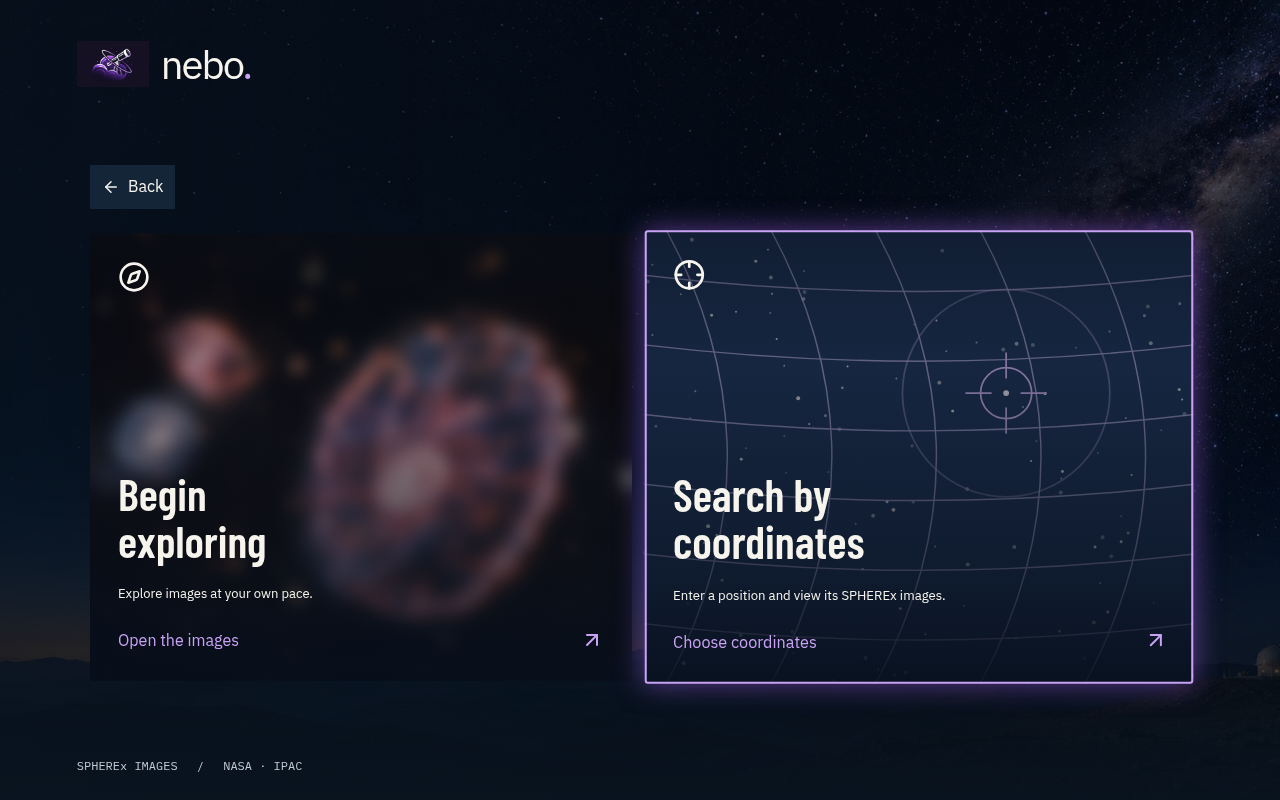 nebo.
Back
Begin
exploring
Explore images at your own pace.
Open the images
Search by
coordinates
Enter a position and view its SPHEREx images.
Choose coordinates
SPHEREx IMAGES / NASA · IPAC